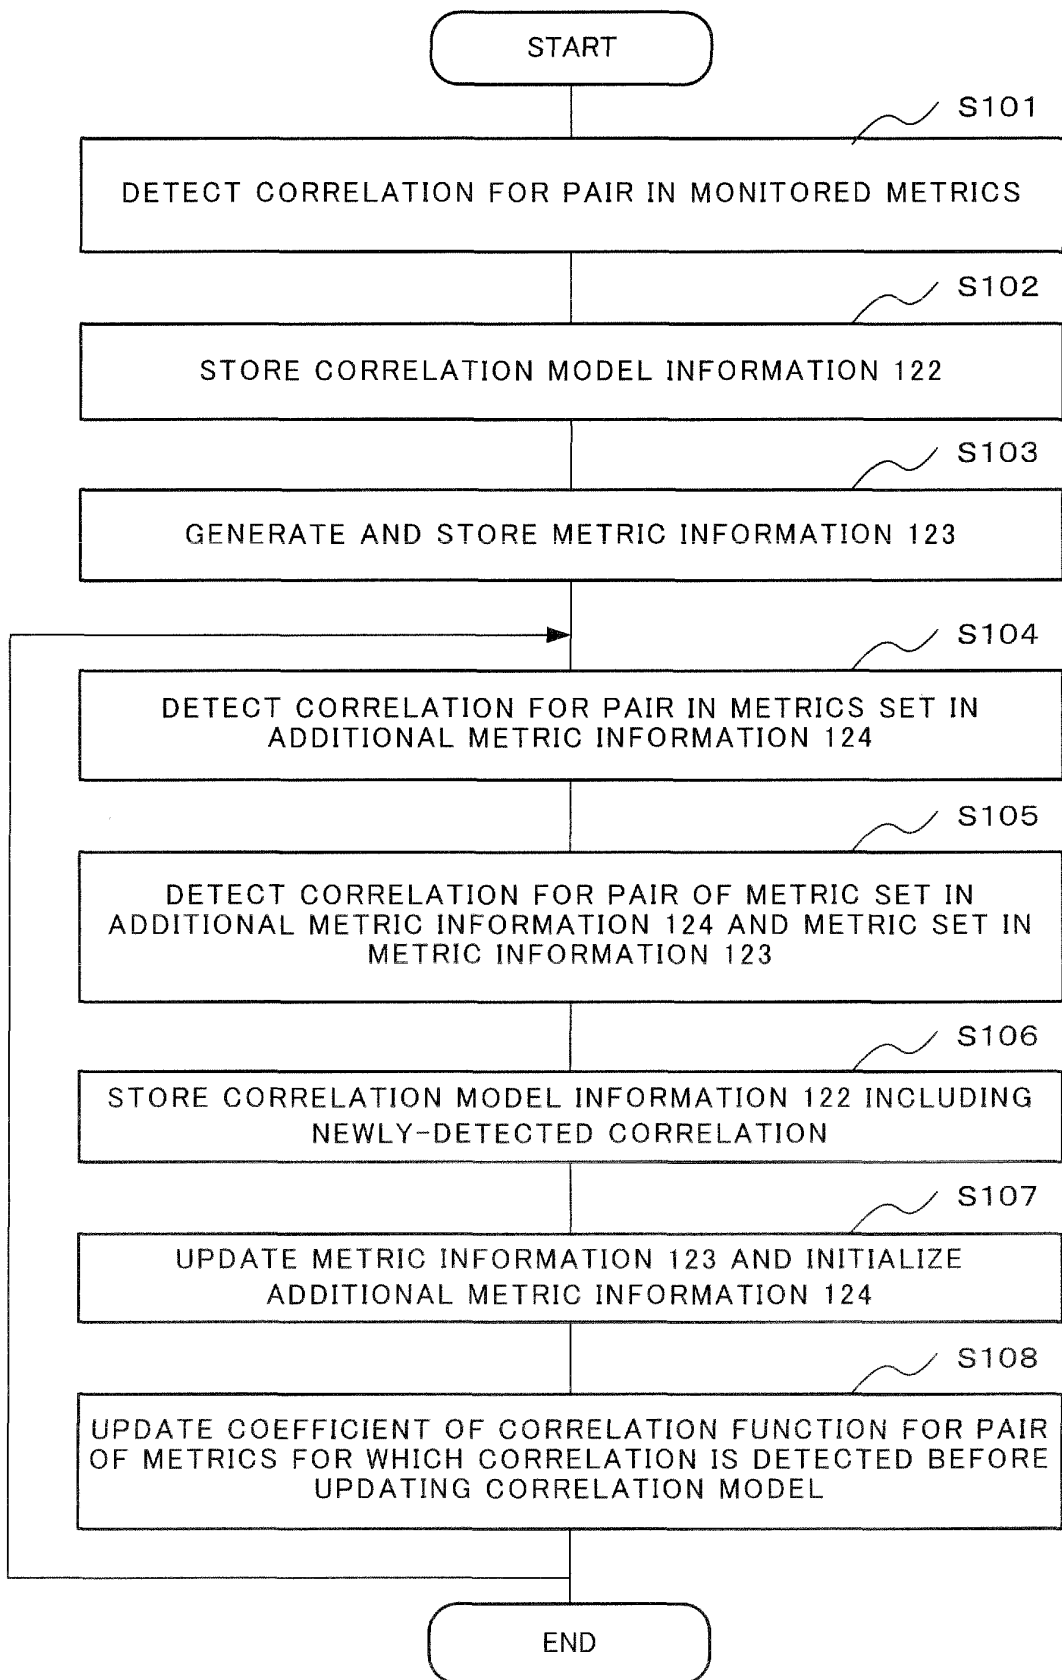 START
S101
DETECT CORRELATION FOR PAIR IN MONITORED METRICS
S102
STORE CORRELATION MODEL INFORMATION 122
S103
GENERATE AND STORE METRIC INFORMATION 123
S104
DETECT CORRELATION FOR PAIR IN METRICS SET IN
ADDITIONAL METRIC INFORMATION 124
S105
DETECT CORRELATION FOR PAIR OF METRIC SET IN
ADDITIONAL METRIC INFORMATION 124 AND METRIC SET IN
METRIC INFORMATION 123
S106
STORE CORRELATION MODEL INFORMATION 122 INCLUDING
NEWLY-DETECTED CORRELATION
S107
UPDATE METRIC INFORMATION 123 AND INITIALIZE
ADDITIONAL METRIC INFORMATION 124
S108
UPDATE COEFFICIENT OF CORRELATION FUNCTION FOR PAIR
OF METRICS FOR WHICH CORRELATION IS DETECTED BEFORE
UPDATING CORRELATION MODEL
END